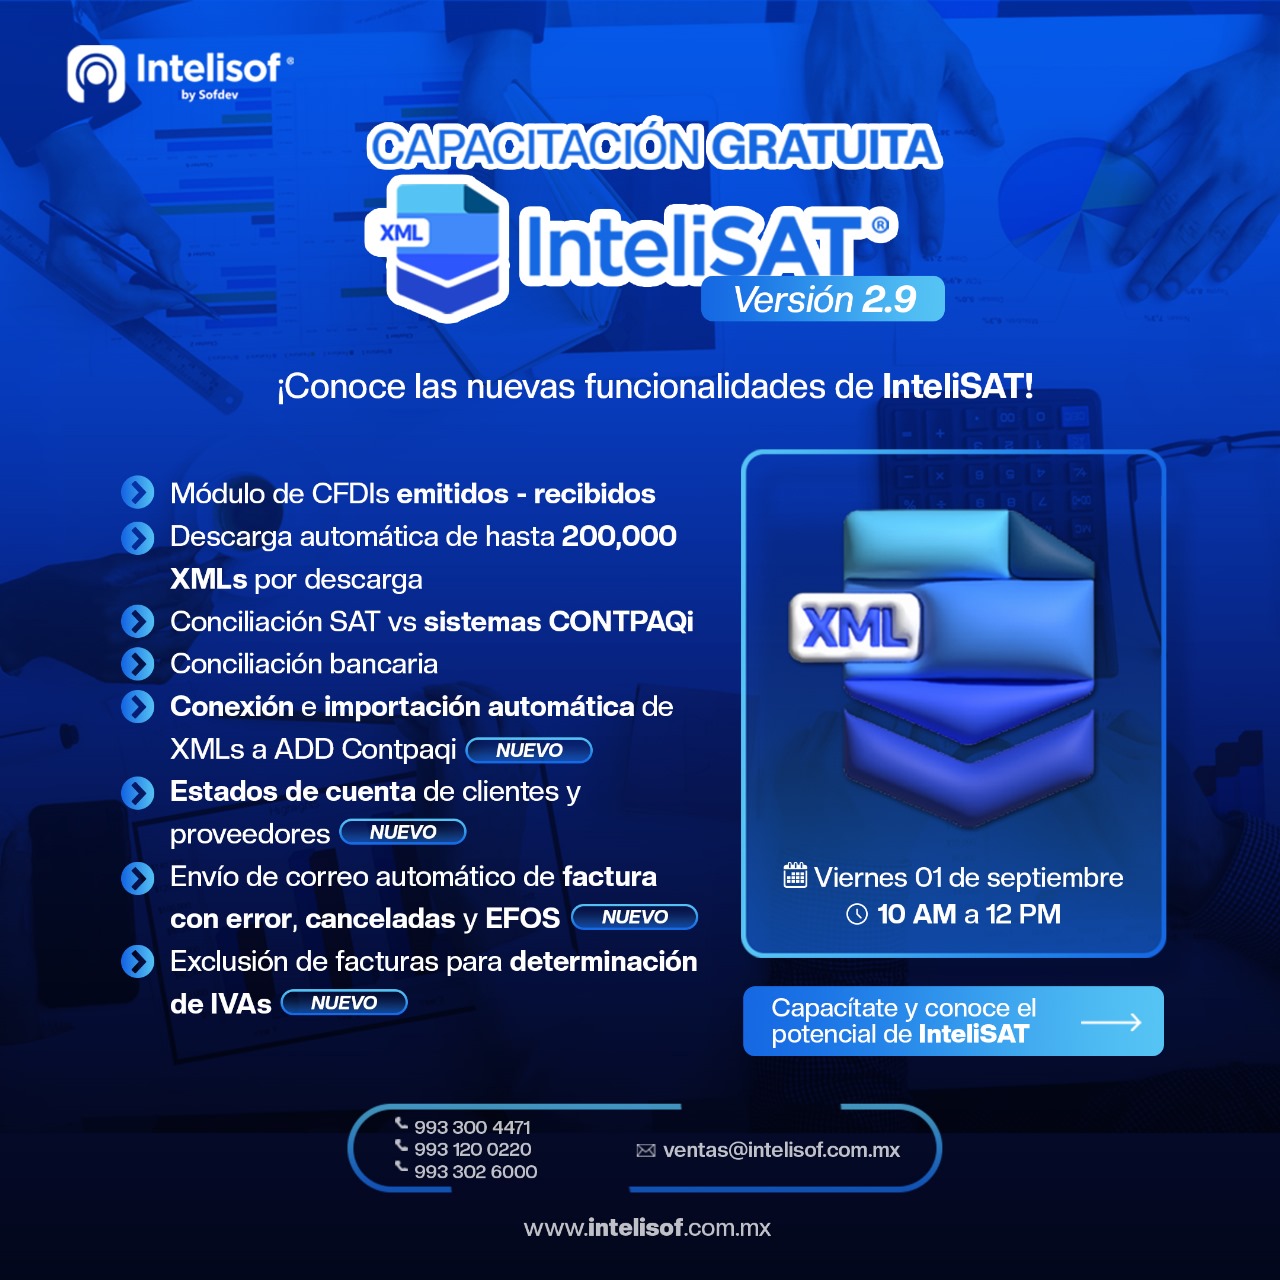 Intelisof®
by Sofdev
CAPACITACIÓN GRATUITA
XML
InteliSAT®
Versión 2.9
¡Conoce las nuevas funcionalidades de InteliSAT!
Módulo de CFDIs emitidos - recibidos
Descarga automática de hasta 200,000
XMLs por descarga
Conciliación SAT vs sistemas CONTPAQi
Conciliación bancaria
Conexión e importación automática de
XMLs a ADD Contpaqi NUEVO
Estados de cuenta de clientes y
proveedores NUEVO
Envío de correo automático de factura
con error, canceladas y EFOS NUEVO
Exclusión de facturas para determinación
de IVAs NUEVO
XML
Viernes 01 de septiembre
10 AM a 12 PM
Capacítate y conoce el
potencial de InteliSAT
993 300 4471
993 120 0220
993 302 6000
ventas@intelisof.com.mx
www.intelisof.com.mx